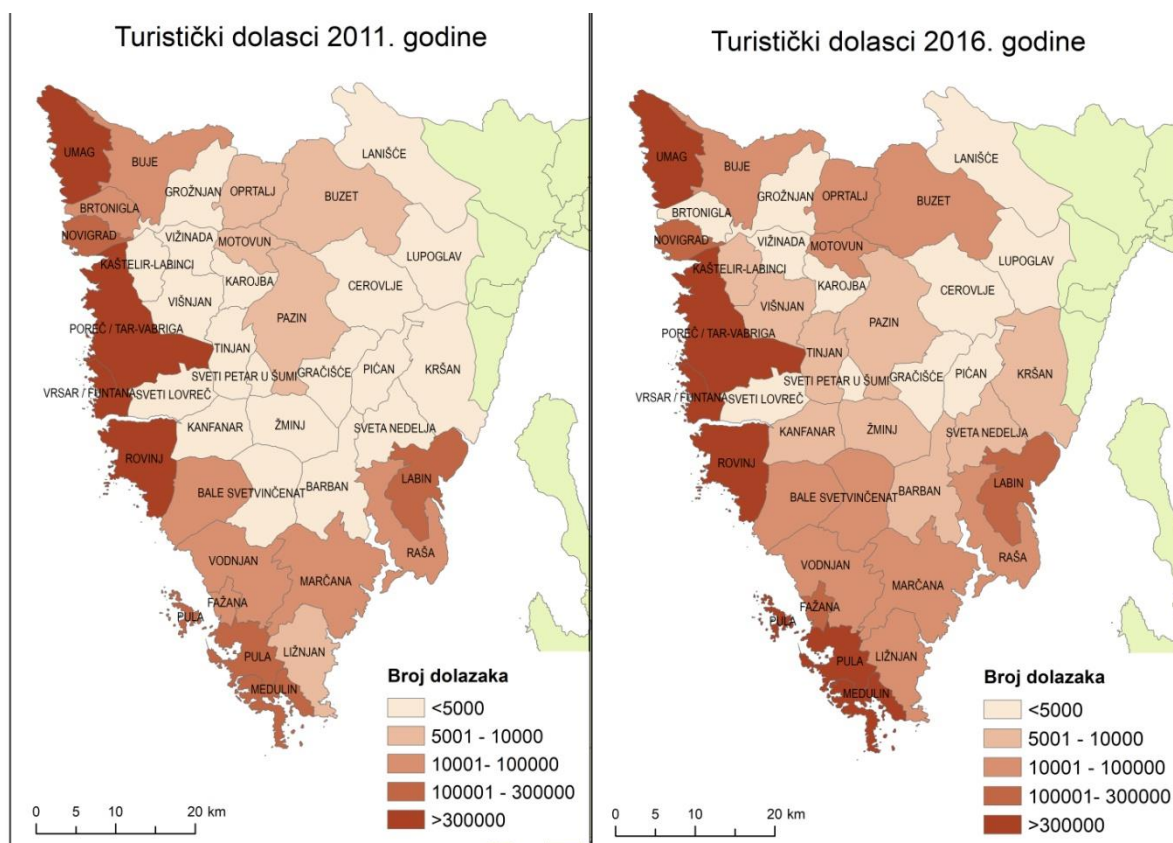 Turistički dolasci 2011. godine
UMAG
BUJE
LANIŠĆE
GROŽNJAN
OPRTALJ
BUZET
BRTONIGLA
NOVIGRAD
VIŽINADA
MOTOVUN
LUPOGLAV
KAŠTELIR-LABINCI
KAROJBA
CEROVLJE
VIŠNJAN
PAZIN
POREČ / TAR-VABRIGA
TINJAN
SVETI PETAR U ŠUMI
GRAČIŠĆE
PIĆAN
KRŠAN
VRSAR / FUNTANA
SVETI LOVREČ
KANFANAR
ŽMINJ
SVETA NEDELJA
ROVINJ
LABIN
BALE
SVETVINČENAT
BARBAN
RAŠA
VODNJAN
MARČANA
FAŽANA
PULA
PULA
LIŽNJAN
MEDULIN
Broj dolazaka
<5000
5001 - 10000
10001- 100000
100001 - 300000
>300000
0 5 10 20 km
Turistički dolasci 2016. godine
UMAG
BUJE
LANIŠĆE
GROŽNJAN
OPRTALJ
BUZET
BRTONIGLA
NOVIGRAD
VIŽINADA
MOTOVUN
LUPOGLAV
KAŠTELIR-LABINCI
KAROJBA
CEROVLJE
VIŠNJAN
PAZIN
POREČ / TAR-VABRIGA
TINJAN
SVETI PETAR U ŠUMI
GRAČIŠĆE
PIĆAN
KRŠAN
VRSAR / FUNTANA
SVETI LOVREČ
KANFANAR
ŽMINJ
SVETA NEDELJA
ROVINJ
LABIN
BALE
SVETVINČENAT
BARBAN
RAŠA
VODNJAN
MARČANA
FAŽANA
PULA
PULA
LIŽNJAN
MEDULIN
Broj dolazaka
<5000
5001 - 10000
10001 - 100000
100001- 300000
>300000
0 5 10 20 km